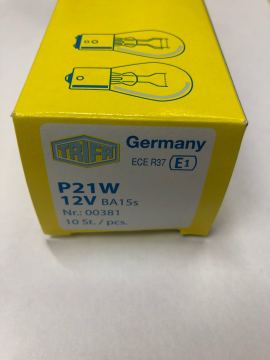 TRIFA
Germany
ECE R37 E1
P21W
12V BA15s
Nr.: 00381
10 St. / pcs.